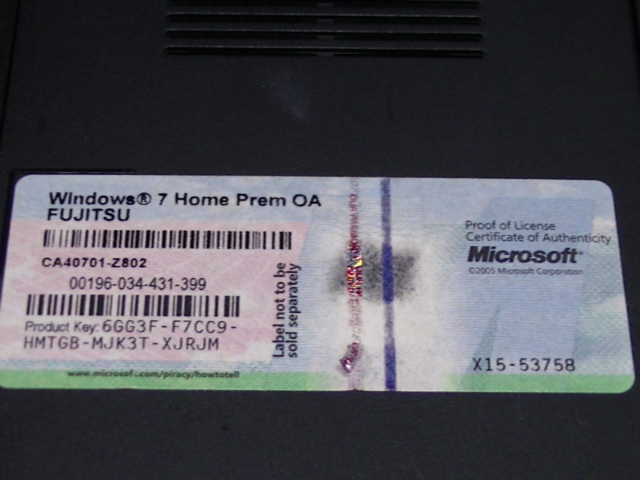 Windows® 7 Home Prem OA
FUJITSU
CA40701-Z802
00196-034-431-399
Product Key: 6GG3F-F7CC9-
HMTGB-MJK3T-XJRJM
www.microsoft.com/piracy/howtotell
Label not to be
sold separately
Proof of License
Certificate of Authenticity
Microsoft®
©2005 Microsoft Corporation
X15-53758